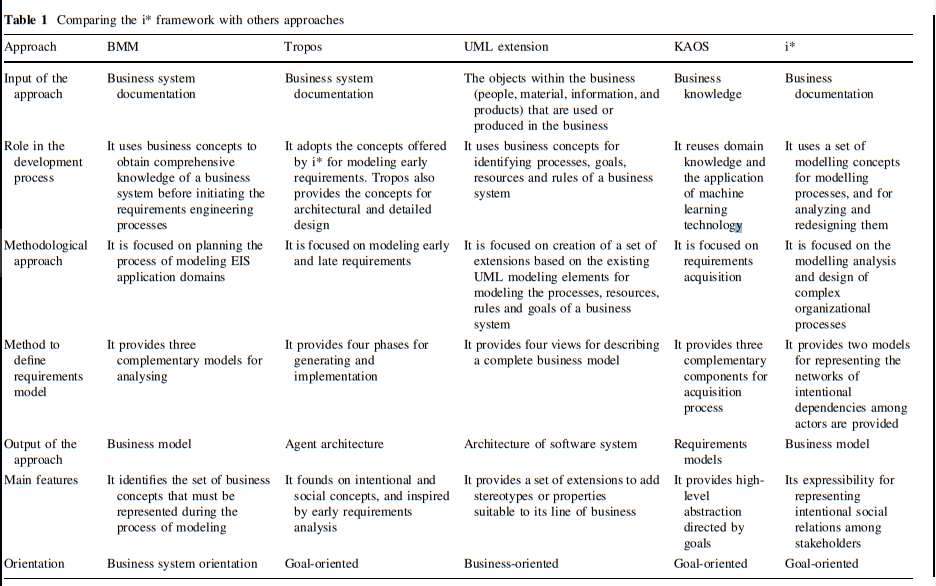 Table 1 Comparing the i* framework with others approaches
Approach BMM Tropos UML extension KAOS i*
Input of the approach Business system documentation Business system documentation The objects within the business (people, material, information, and products) that are used or produced in the business Business knowledge Business documentation
Role in the development process It uses business concepts to obtain comprehensive knowledge of a business system before initiating the requirements engineering processes It adopts the concepts offered by i* for modeling early requirements. Tropos also provides the concepts for architectural and detailed design It uses business concepts for identifying processes, goals, resources and rules of a business system It reuses domain knowledge and the application of machine learning technology It uses a set of modelling concepts for modelling processes, and for analyzing and redesigning them
Methodological approach It is focused on planning the process of modeling EIS application domains It is focused on modeling early and late requirements It is focused on creation of a set of extensions based on the existing UML modeling elements for modeling the processes, resources, rules and goals of a business system It is focused on requirements acquisition It is focused on the modelling analysis and design of complex organizational processes
Method to define requirements model It provides three complementary models for analysing It provides four phases for generating and implementation It provides four views for describing a complete business model It provides three complementary components for acquisition process It provides two models for representing the networks of intentional dependencies among actors are provided
Output of the approach Business model Agent architecture Architecture of software system Requirements models Business model
Main features It identifies the set of business concepts that must be represented during the process of modeling It founds on intentional and social concepts, and inspired by early requirements analysis It provides a set of extensions to add stereotypes or properties suitable to its line of business It provides high-level abstraction directed by goals Its expressibility for representing intentional social relations among stakeholders
Orientation Business system orientation Goal-oriented Business-oriented Goal-oriented Goal-oriented